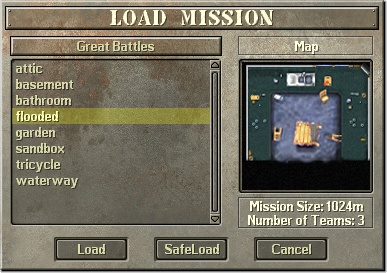 LOAD MISSION
Great Battles
Map
attic
basement
bathroom
flooded
garden
sandbox
tricycle
waterway
Mission Size: 1024m
Number of Teams: 3
Load
SafeLoad
Cancel